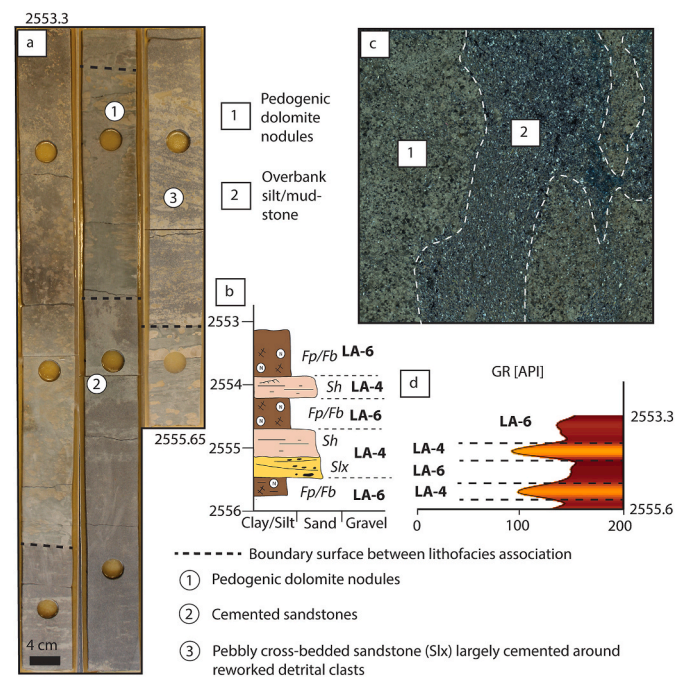 2553.3
a
1
3
2
2555.65
4 cm
1
Pedogenic
dolomite
nodules
2
Overbank
silt/mud-
stone
c
1
2
b
2553
2554
2555
2556
N
N
N
N
N
Fp/Fb LA-6
Sh LA-4
Fp/Fb LA-6
Sh
LA-4
Slx
Fp/Fb LA-6
Clay/Silt Sand Gravel
d
GR [API]
LA-6
2553.3
LA-4
LA-6
LA-4
2555.6
0 100 200
Boundary surface between lithofacies association
1 Pedogenic dolomite nodules
2 Cemented sandstones
3 Pebbly cross-bedded sandstone (Slx) largely cemented around
reworked detrital clasts